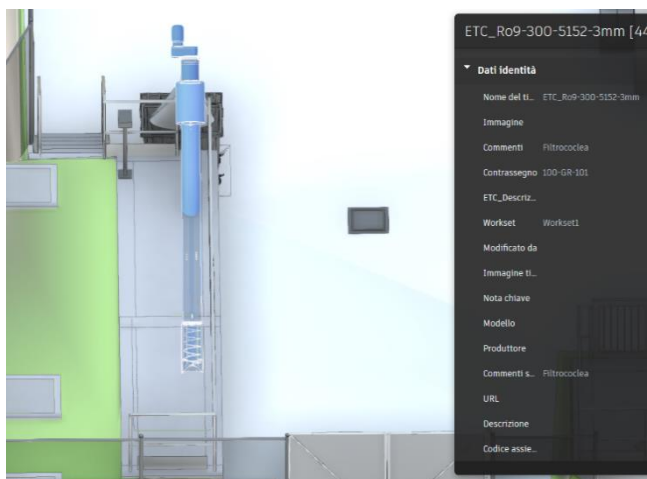 ETC_Ro9-300-5152-3mm [44
Dati identità
Nome del ti... ETC_Ro9-300-5152-3mm
Immagine
Commenti Filtrococlea
Contrassegno 100-GR-101
ETC_Descriz...
Workset Workset1
Modificato da
Immagine ti...
Nota chiave
Modello
Produttore
Commenti s... Filtrococlea
URL
Descrizione
Codice assie...